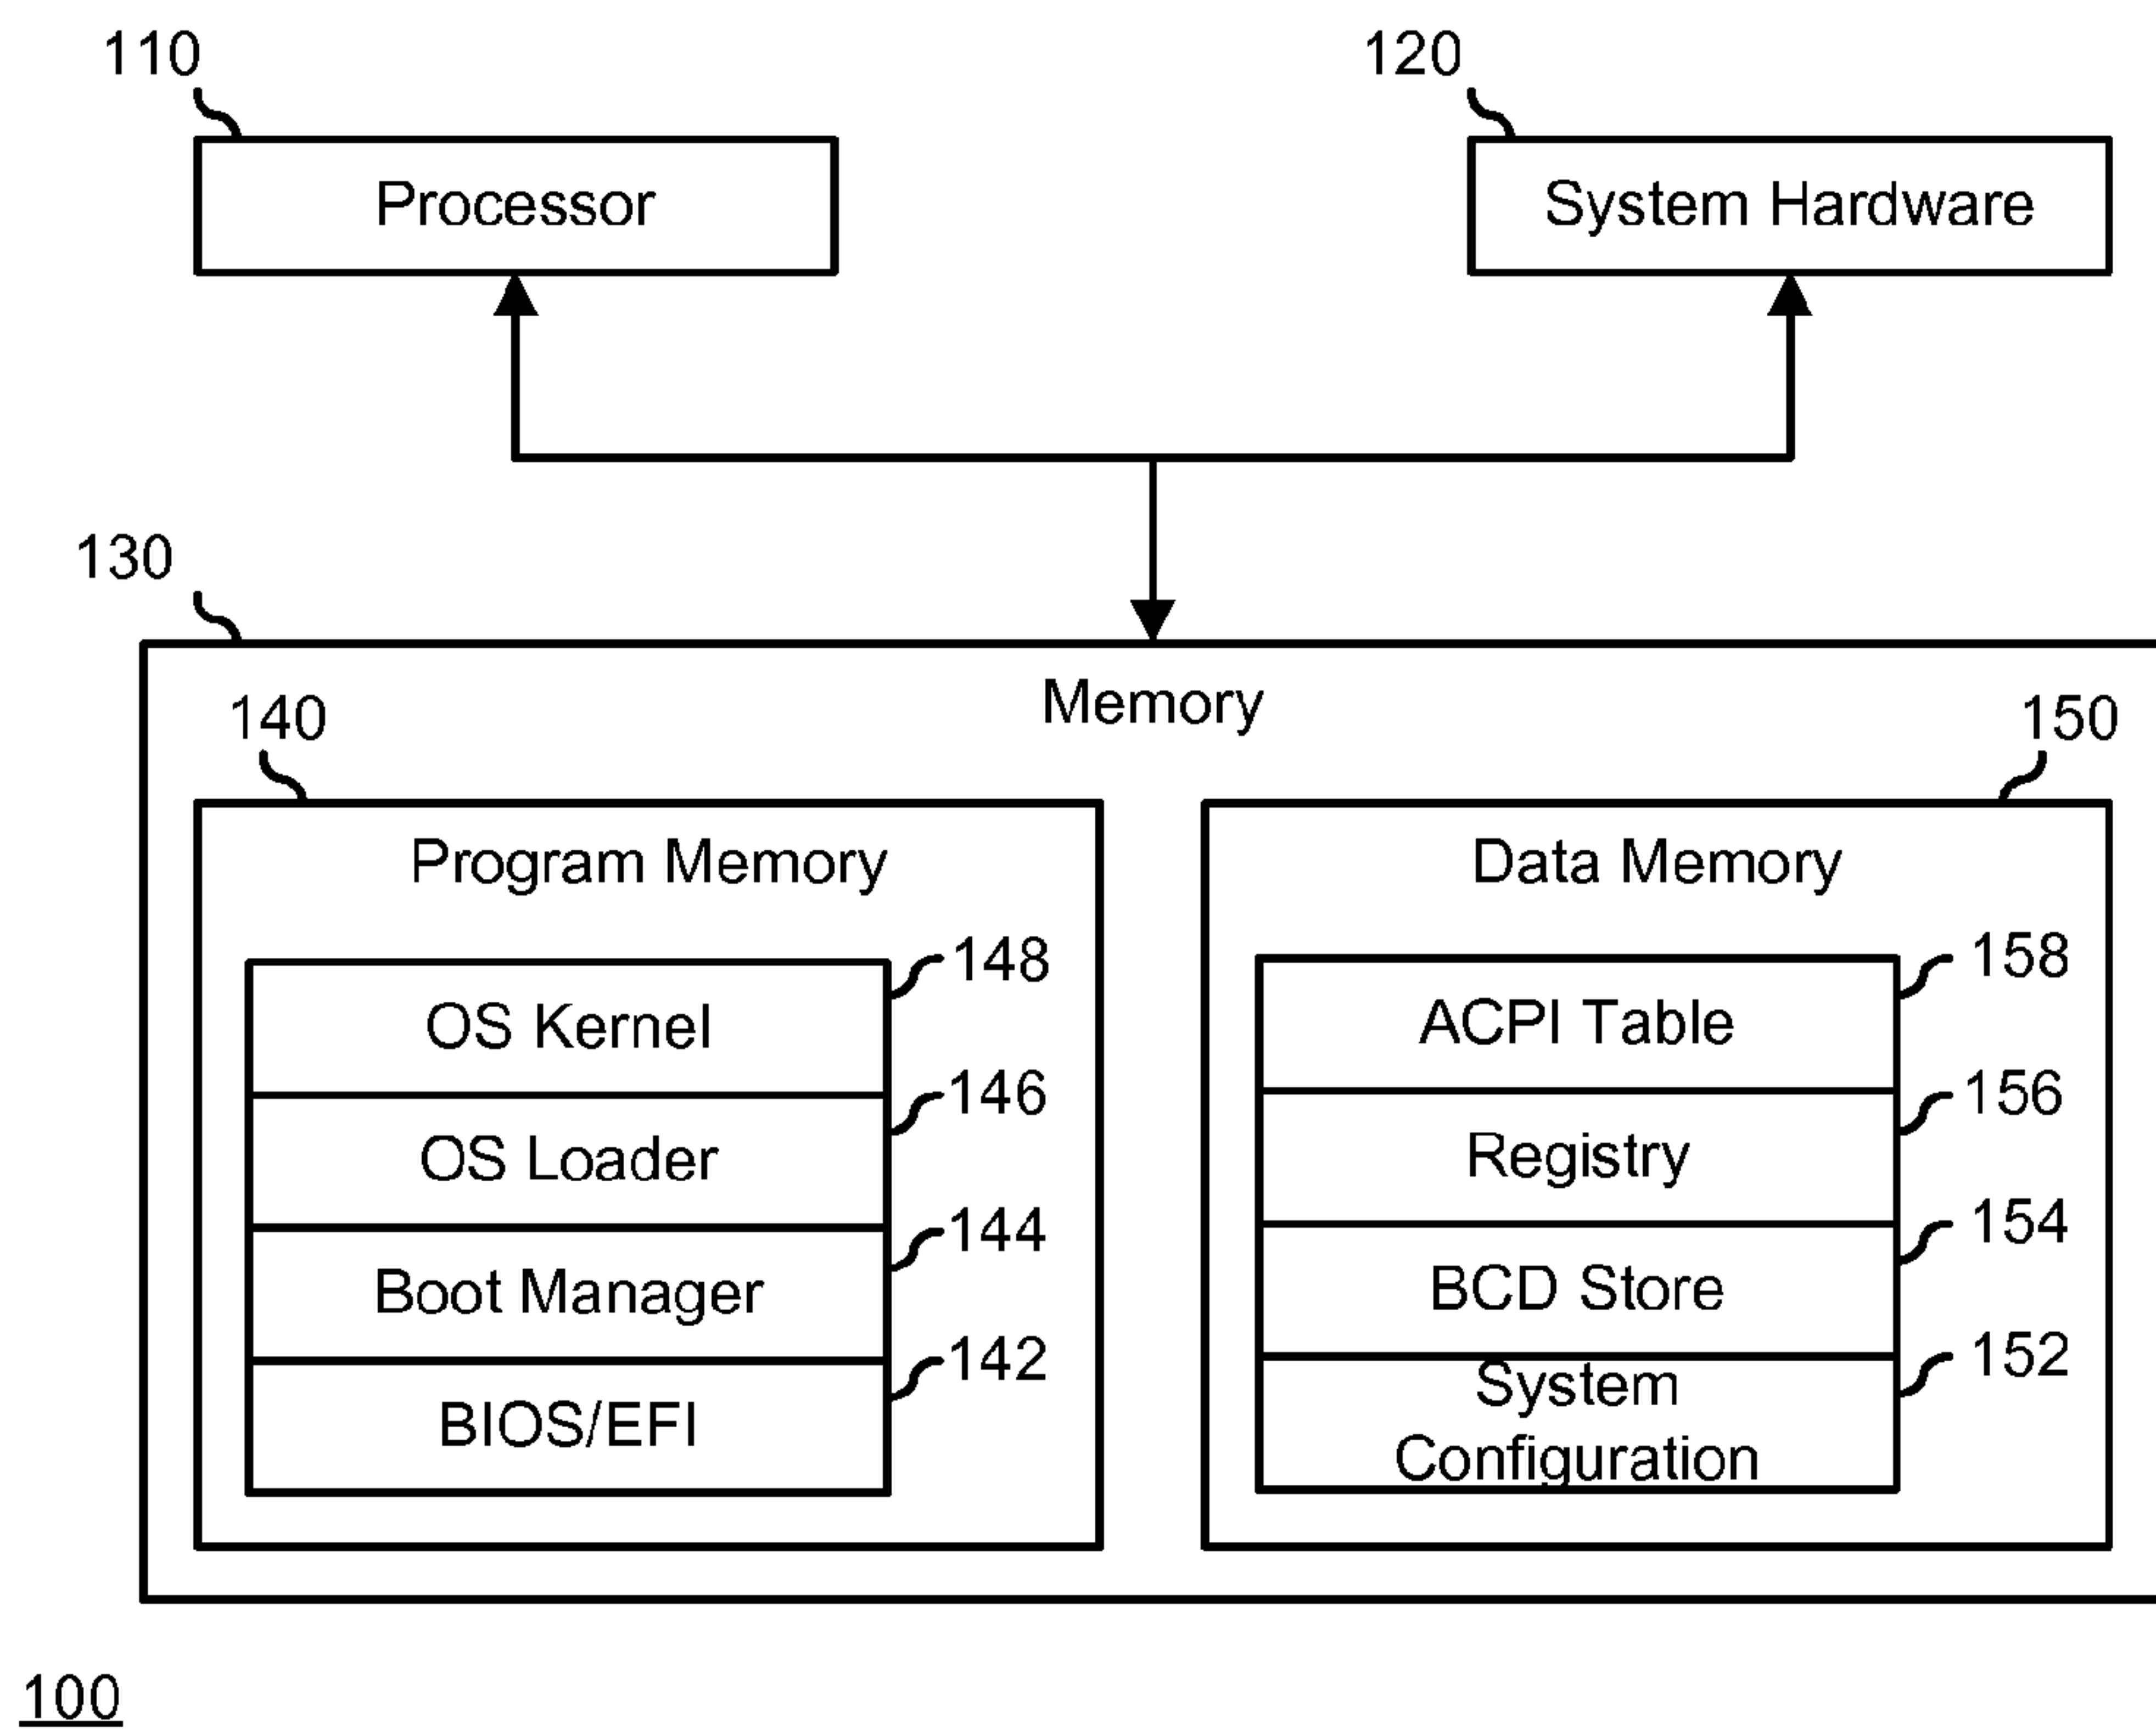 110
120
Processor
System Hardware
130
Memory
140
150
Program Memory
Data Memory
148
OS Kernel
146
OS Loader
144
Boot Manager
142
BIOS/EFI
158
ACPI Table
156
Registry
154
BCD Store
152
System
Configuration
100